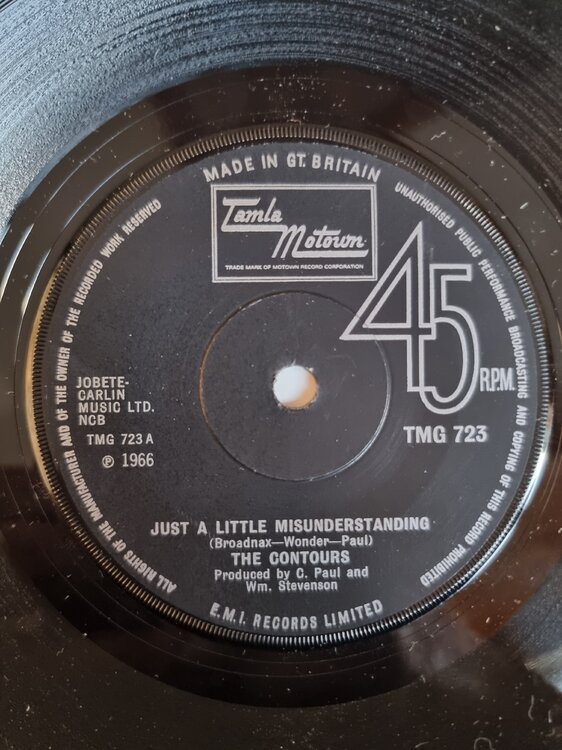 MADE IN GT. BRITAIN
Tamla
Motown
TRADE MARK OF MOTOWN RECORD CORPORATION
UNAUTHORISED PUBLIC PERFORMANCE BROADCASTING AND COPYING OF THIS RECORD PROHIBITED
ALL RIGHTS OF THE MANUFACTURER AND OF THE OWNER OF THE RECORDED WORK RESERVED
45
R.P.M.
TMG 723
JOBETE-
CARLIN
MUSIC LTD.
NCB
TMG 723 A
℗ 1966
JUST A LITTLE MISUNDERSTANDING
(Broadnax—Wonder—Paul)
THE CONTOURS
Produced by C. Paul and
Wm. Stevenson
E.M.I. RECORDS LIMITED